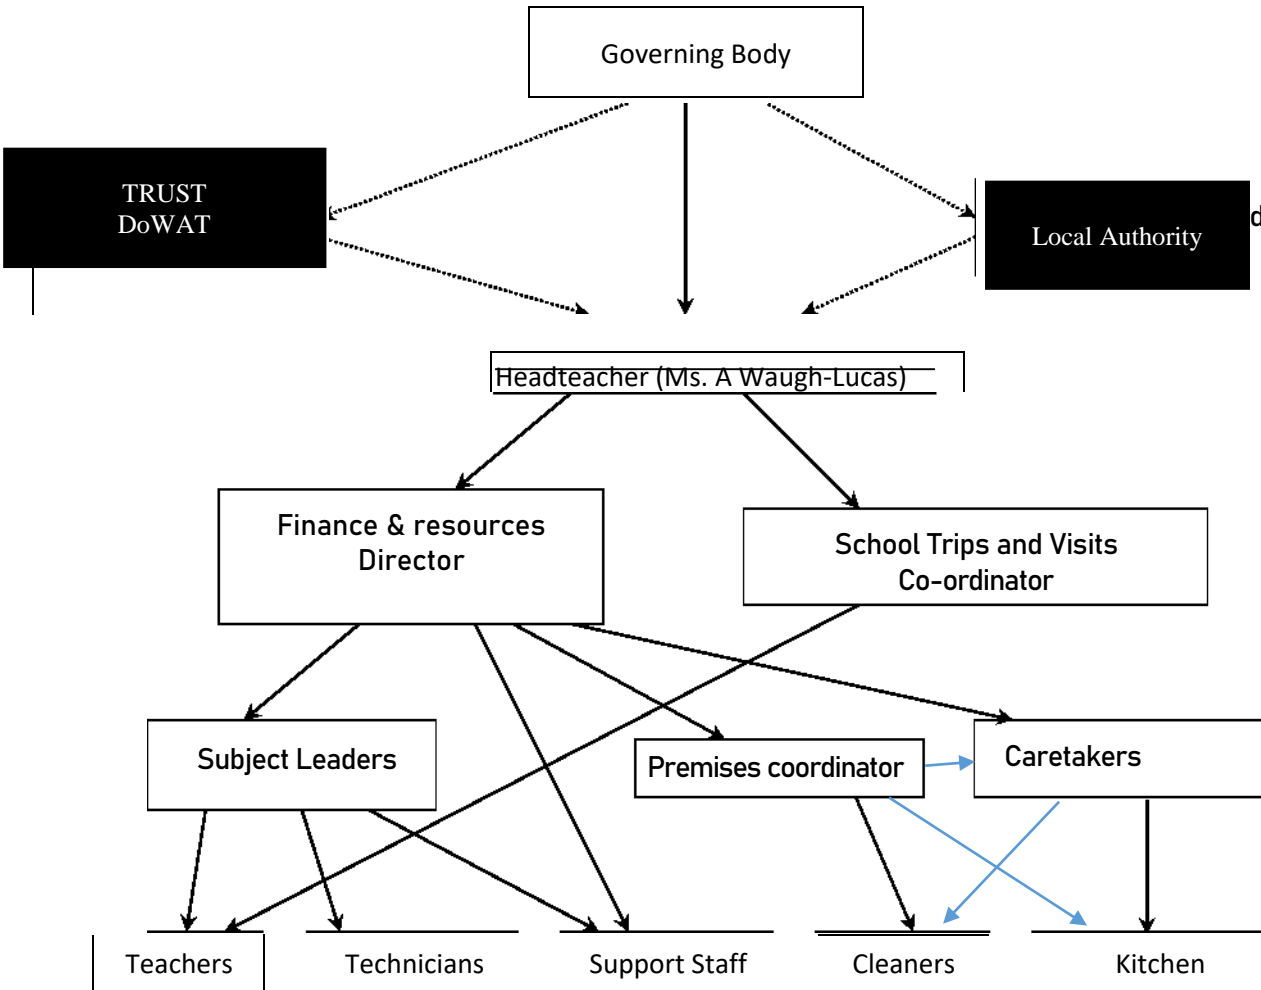 Governing Body
TRUST
DoWAT
Local Authority
d
Headteacher (Ms. A Waugh-Lucas)
Finance & resources
Director
School Trips and Visits
Co-ordinator
Subject Leaders
Premises coordinator
Caretakers
Teachers
Technicians
Support Staff
Cleaners
Kitchen